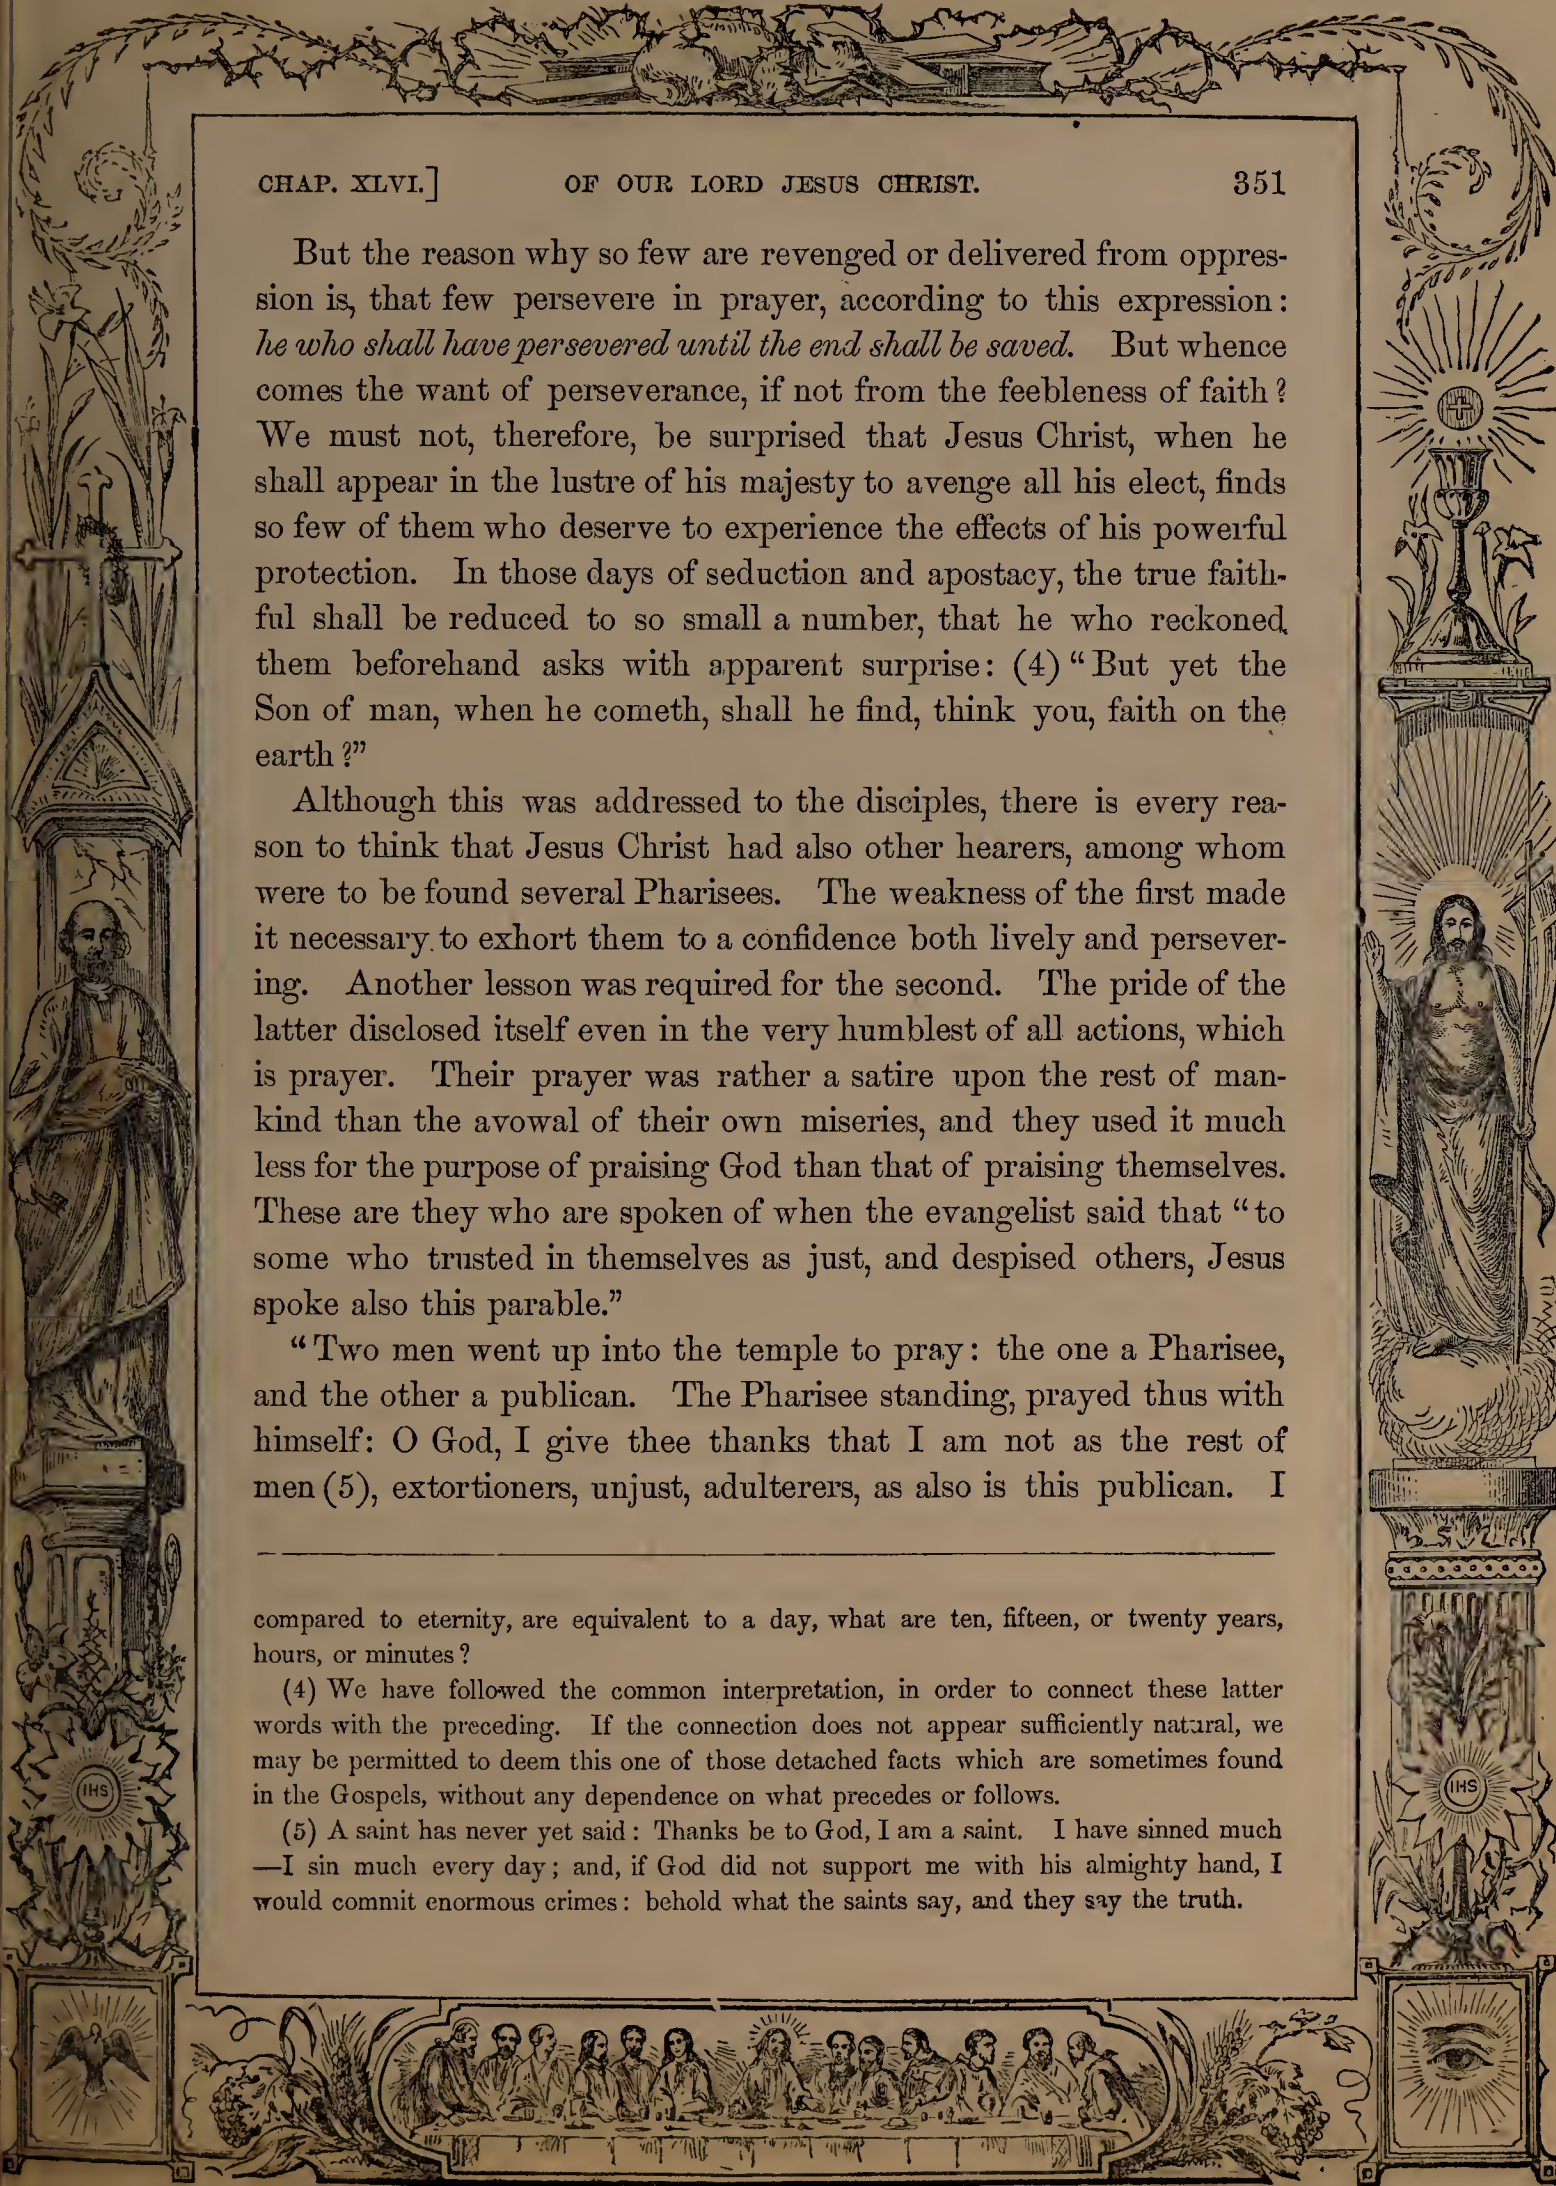 CHAP. XLVI.] OF OUR LORD JESUS CHRIST. 351
But the reason why so few are revenged or delivered from oppres-
sion is, that few persevere in prayer, according to this expression:
he who shall have persevered until the end shall be saved. But whence
comes the want of perseverance, if not from the feebleness of faith?
We must not, therefore, be surprised that Jesus Christ, when he
shall appear in the lustre of his majesty to avenge all his elect, finds
so few of them who deserve to experience the effects of his powerful
protection. In those days of seduction and apostacy, the true faith-
ful shall be reduced to so small a number, that he who reckoned
them beforehand asks with apparent surprise: (4) “But yet the
Son of man, when he cometh, shall he find, think you, faith on the
earth?”
Although this was addressed to the disciples, there is every rea-
son to think that Jesus Christ had also other hearers, among whom
were to be found several Pharisees. The weakness of the first made
it necessary to exhort them to a confidence both lively and persever-
ing. Another lesson was required for the second. The pride of the
latter disclosed itself even in the very humblest of all actions, which
is prayer. Their prayer was rather a satire upon the rest of man-
kind than the avowal of their own miseries, and they used it much
less for the purpose of praising God than that of praising themselves.
These are they who are spoken of when the evangelist said that “to
some who trusted in themselves as just, and despised others, Jesus
spoke also this parable.”
“Two men went up into the temple to pray: the one a Pharisee,
and the other a publican. The Pharisee standing, prayed thus with
himself: O God, I give thee thanks that I am not as the rest of
men (5), extortioners, unjust, adulterers, as also is this publican. I
compared to eternity, are equivalent to a day, what are ten, fifteen, or twenty years,
hours, or minutes?
(4) We have followed the common interpretation, in order to connect these latter
words with the preceding. If the connection does not appear sufficiently natural, we
may be permitted to deem this one of those detached facts which are sometimes found
in the Gospels, without any dependence on what precedes or follows.
(5) A saint has never yet said: Thanks be to God, I am a saint. I have sinned much
—I sin much every day; and, if God did not support me with his almighty hand, I
would commit enormous crimes: behold what the saints say, and they say the truth.
IHS
IHS